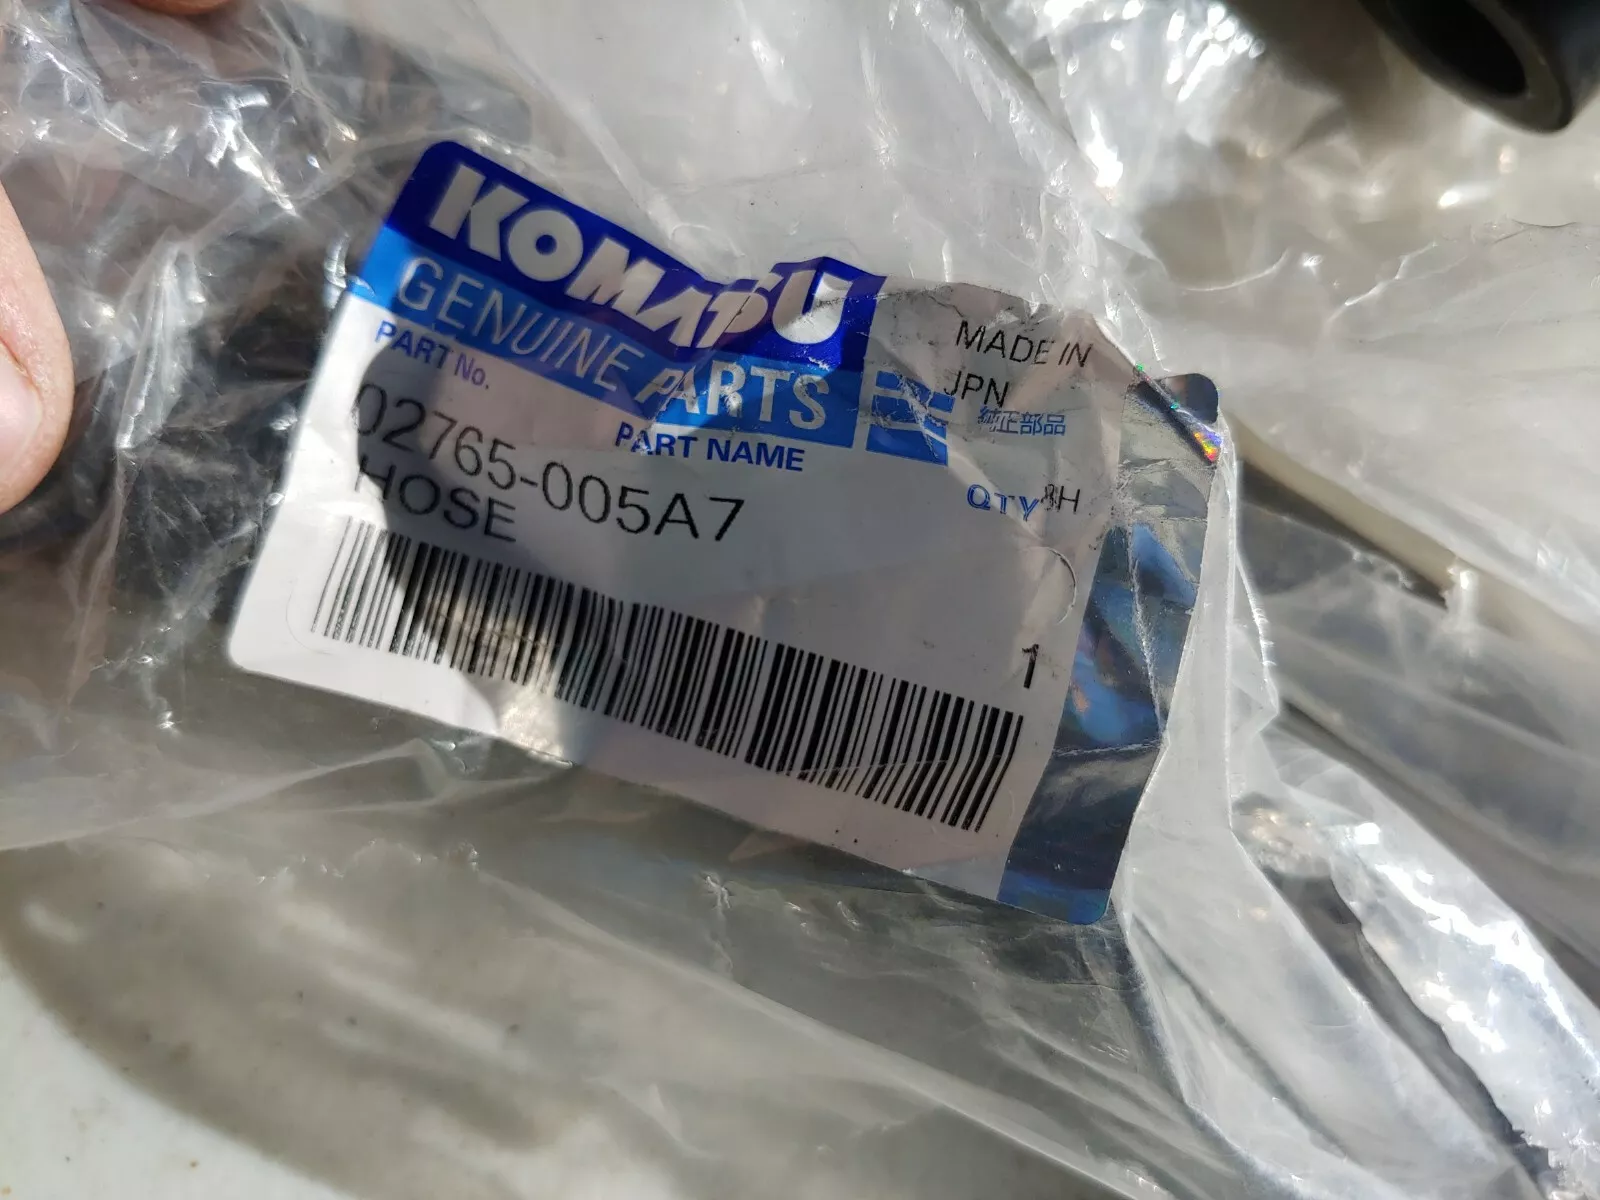 KOMATSU
GENUINE PARTS
MADE IN
JPN
純正部品
PART No.
PART NAME
02765-005A7
HOSE
QTY 8H
1